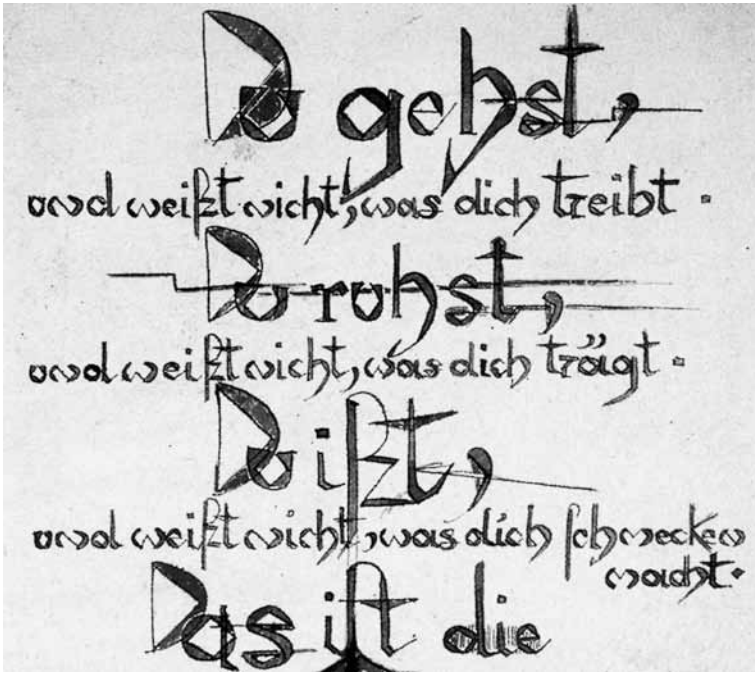 Du gehst,
und weißt nicht, was dich treibt.
Du ruhst,
und weißt nicht, was dich trägt.
Du ißt,
und weißt nicht, was dich schmecken
macht.
Das ist die